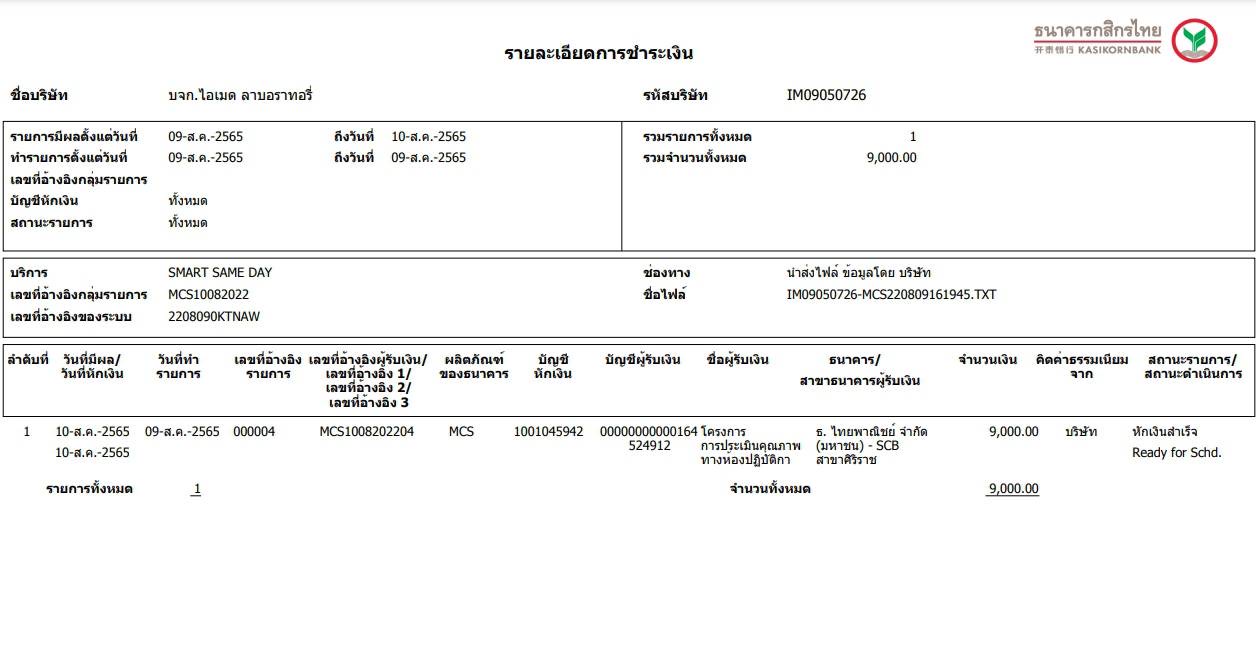 ธนาคารกสิกรไทย
开泰银行 KASIKORNBANK
รายละเอียดการชำระเงิน
ชื่อบริษัท บจก.ไอเมด ลาบอราทอรี่ รหัสบริษัท IM09050726
รายการมีผลตั้งแต่วันที่ 09-ส.ค.-2565 ถึงวันที่ 10-ส.ค.-2565 รวมรายการทั้งหมด 1
ทำรายการตั้งแต่วันที่ 09-ส.ค.-2565 ถึงวันที่ 09-ส.ค.-2565 รวมจำนวนทั้งหมด 9,000.00
เลขที่อ้างอิงกลุ่มรายการ
บัญชีหักเงิน ทั้งหมด
สถานะรายการ ทั้งหมด
บริการ SMART SAME DAY ช่องทาง นำส่งไฟล์ ข้อมูลโดย บริษัท
เลขที่อ้างอิงกลุ่มรายการ MCS10082022 ชื่อไฟล์ IM09050726-MCS220809161945.TXT
เลขที่อ้างอิงของระบบ 2208090KTNAW
ลำดับที่ วันที่มีผล/ วันที่ทำ เลขที่อ้างอิง เลขที่อ้างอิงผู้รับเงิน/ ผลิตภัณฑ์ บัญชี บัญชีผู้รับเงิน ชื่อผู้รับเงิน ธนาคาร/ จำนวนเงิน คิดค่าธรรมเนียม สถานะรายการ/
วันที่หักเงิน รายการ รายการ เลขที่อ้างอิง 1/ ของธนาคาร หักเงิน สาขาธนาคารผู้รับเงิน จาก สถานะดำเนินการ
เลขที่อ้างอิง 2/
เลขที่อ้างอิง 3
1 10-ส.ค.-2565 09-ส.ค.-2565 000004 MCS1008202204 MCS 1001045942 00000000000164 โครงการ ธ. ไทยพาณิชย์ จำกัด 9,000.00 บริษัท หักเงินสำเร็จ
10-ส.ค.-2565 524912 การประเมินคุณภาพ (มหาชน) - SCB Ready for Schd.
ทางห้องปฏิบัติกา สาขาศิริราช
รายการทั้งหมด 1 จำนวนทั้งหมด 9,000.00